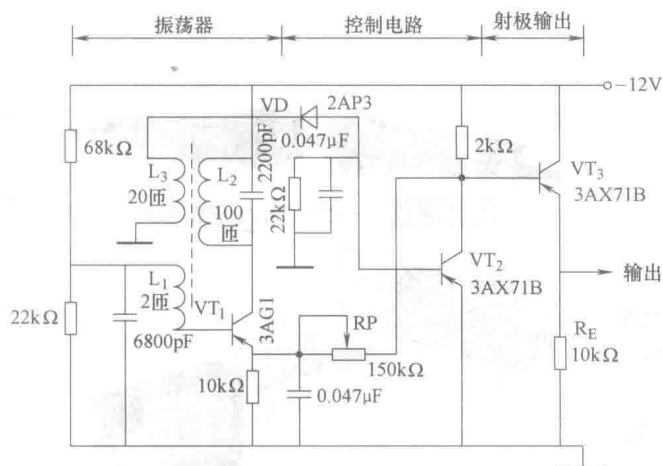 振荡器 控制电路 射极输出
-12V
VD 2AP3
0.047μF
68kΩ
L3
20匝
L2
100匝
2200pF
22kΩ
2kΩ
VT3
3AX71B
VT2
3AX71B
输出
L1
2匝
VT1
3AG1
22kΩ
6800pF
RP
150kΩ
10kΩ
0.047μF
RE
10kΩ